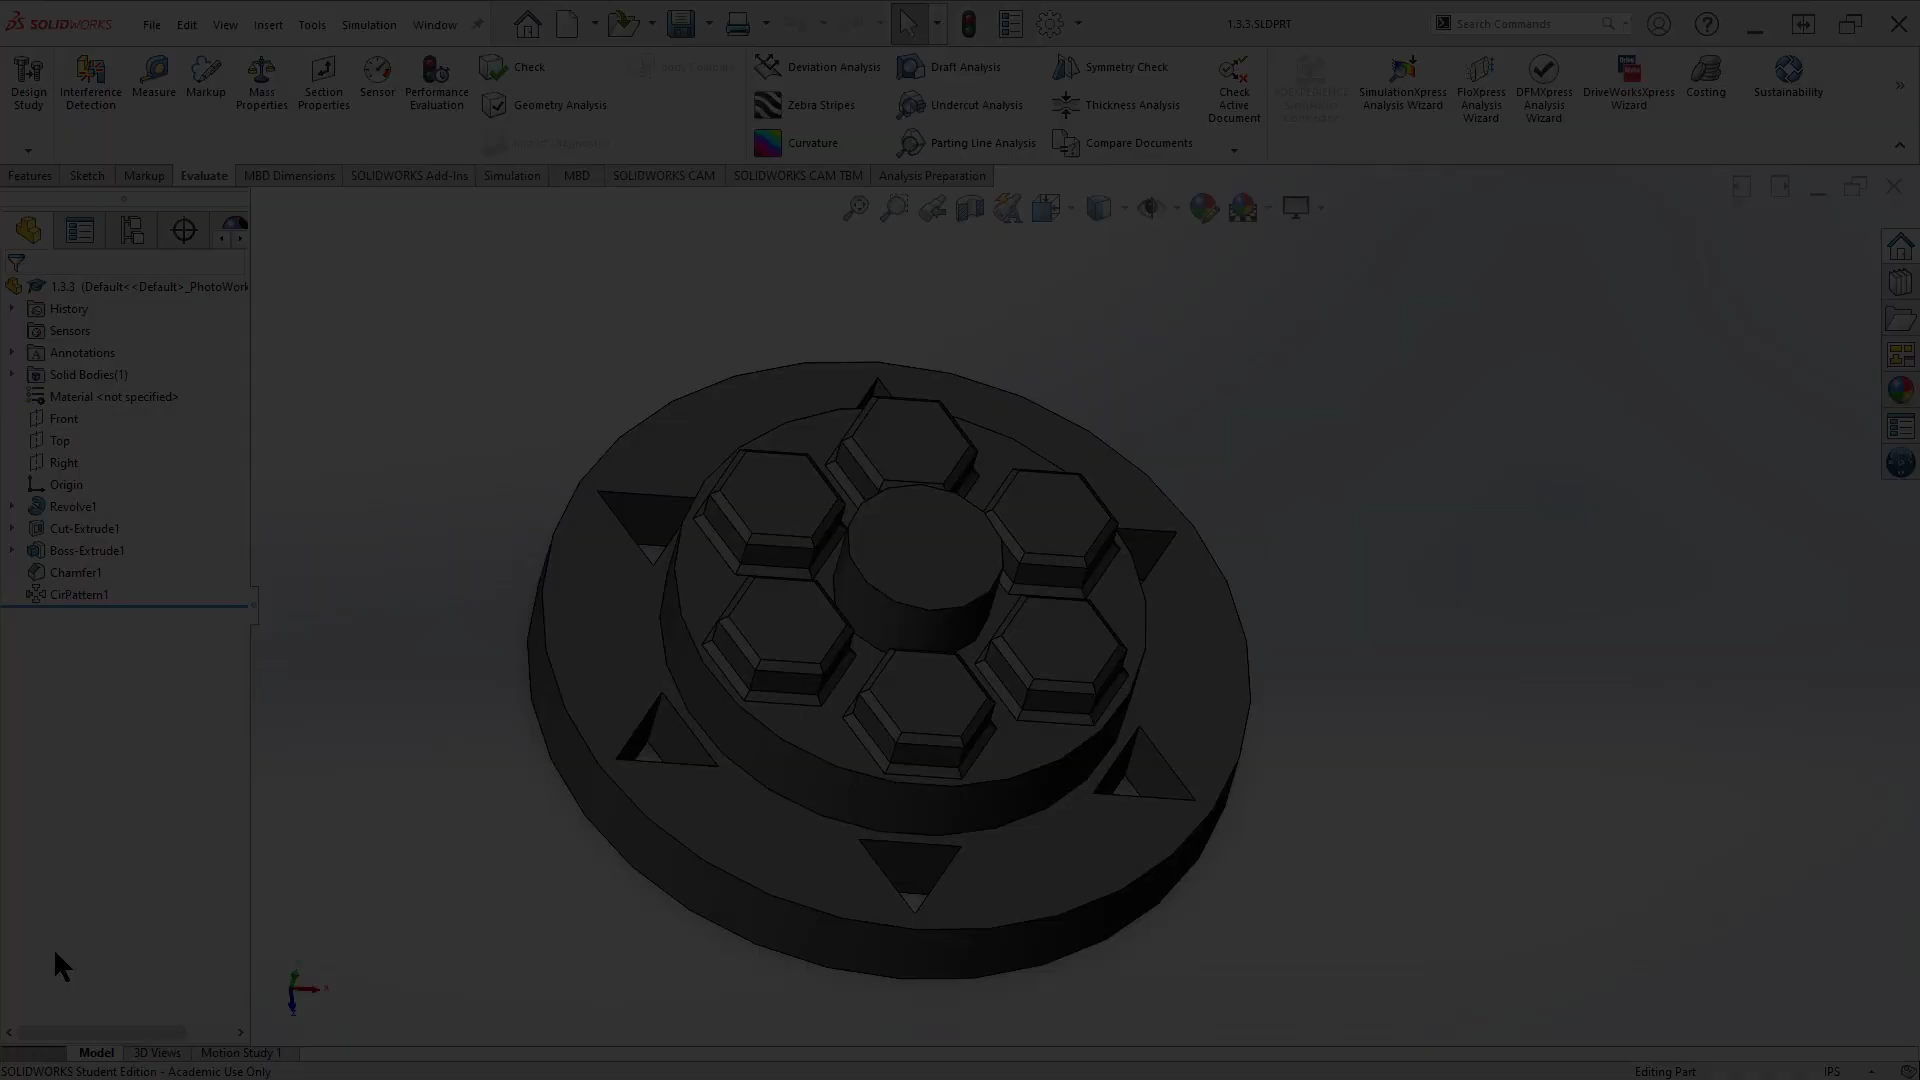 SOLIDWORKS File Edit View Insert Tools Simulation Window 1.3.3.SLDPRT Search Commands
Design Study
Interference Detection
Measure
Markup
Mass Properties
Section Properties
Sensor
Performance Evaluation
Check
Geometry Analysis
Deviation Analysis
Zebra Stripes
Curvature
Draft Analysis
Undercut Analysis
Parting Line Analysis
Symmetry Check
Thickness Analysis
Compare Documents
Check Active Document
SimulationXpress Analysis Wizard
FloXpress Analysis Wizard
DFMXpress Analysis Wizard
DriveWorksXpress Wizard
Costing
Sustainability
Features Sketch Markup Evaluate MBD Dimensions SOLIDWORKS Add-Ins Simulation MBD SOLIDWORKS CAM SOLIDWORKS CAM TBM Analysis Preparation
1.3.3 (Default<<Default>_PhotoWork
History
Sensors
Annotations
Solid Bodies(1)
Material <not specified>
Front
Top
Right
Origin
Revolve1
Cut-Extrude1
Boss-Extrude1
Chamfer1
CirPattern1
Model 3D Views Motion Study 1
SOLIDWORKS Student Edition - Academic Use Only Editing Part IPS